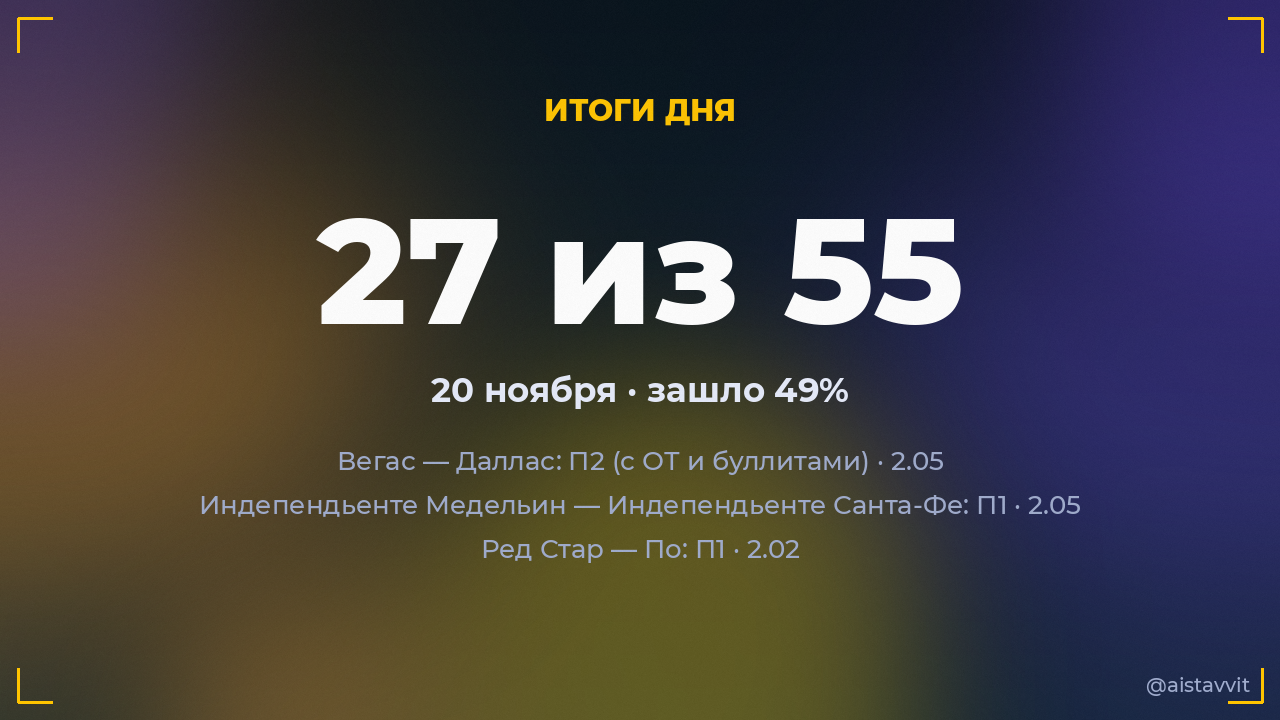 ИТОГИ ДНЯ
27 из 55
20 ноября · зашло 49%
Вегас — Даллас: П2 (с ОТ и буллитами) · 2.05
Индепендьенте Медельин — Индепендьенте Санта-Фе: П1 · 2.05
Ред Стар — По: П1 · 2.02
@aistavvit